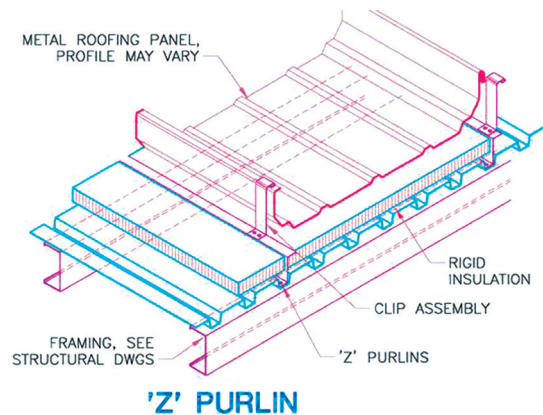 METAL ROOFING PANEL,
PROFILE MAY VARY
RIGID
INSULATION
CLIP ASSEMBLY
'Z' PURLINS
FRAMING, SEE
STRUCTURAL DWGS
'Z' PURLIN